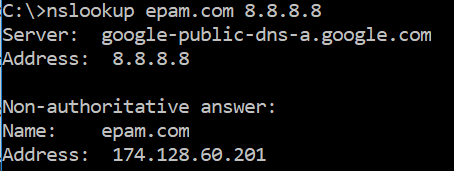 C:\>nslookup epam.com 8.8.8.8
Server:  google-public-dns-a.google.com
Address:  8.8.8.8

Non-authoritative answer:
Name:    epam.com
Address:  174.128.60.201